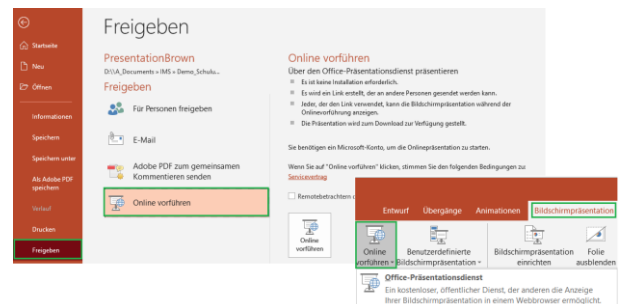 Freigeben
Startseite
Neu
Öffnen
Informationen
Speichern
Speichern unter
Als Adobe PDF
speichern
Verlauf
Drucken
Freigeben
PresentationBrown
D:\\A_Documents » IMS » Demo_Schulu...
Freigeben
Für Personen freigeben
E-Mail
Adobe PDF zum gemeinsamen
Kommentieren senden
Online vorführen
Online vorführen
Über den Office-Präsentationsdienst präsentieren
Es ist keine Installation erforderlich.
Es wird ein Link erstellt, der an andere Personen gesendet werden kann.
Jeder, der den Link verwendet, kann die Bildschirmpräsentation während der
Onlinevorführung anzeigen.
Die Präsentation wird zum Download zur Verfügung gestellt.
Sie benötigen ein Microsoft-Konto, um die Onlinepräsentation zu starten.
Wenn Sie auf "Online vorführen" klicken, stimmen Sie den folgenden Bedingungen zu:
Servicevertrag
Remotebetrachtern
Online
vorführen
Entwurf Übergänge Animationen Bildschirmpräsentation
Online Benutzerdefinierte Bildschirmpräsentation Folie
vorführen Bildschirmpräsentation einrichten ausblenden
Office-Präsentationsdienst
Ein kostenloser, öffentlicher Dienst, der anderen die Anzeige
Ihrer Bildschirmpräsentation in einem Webbrowser ermöglicht.